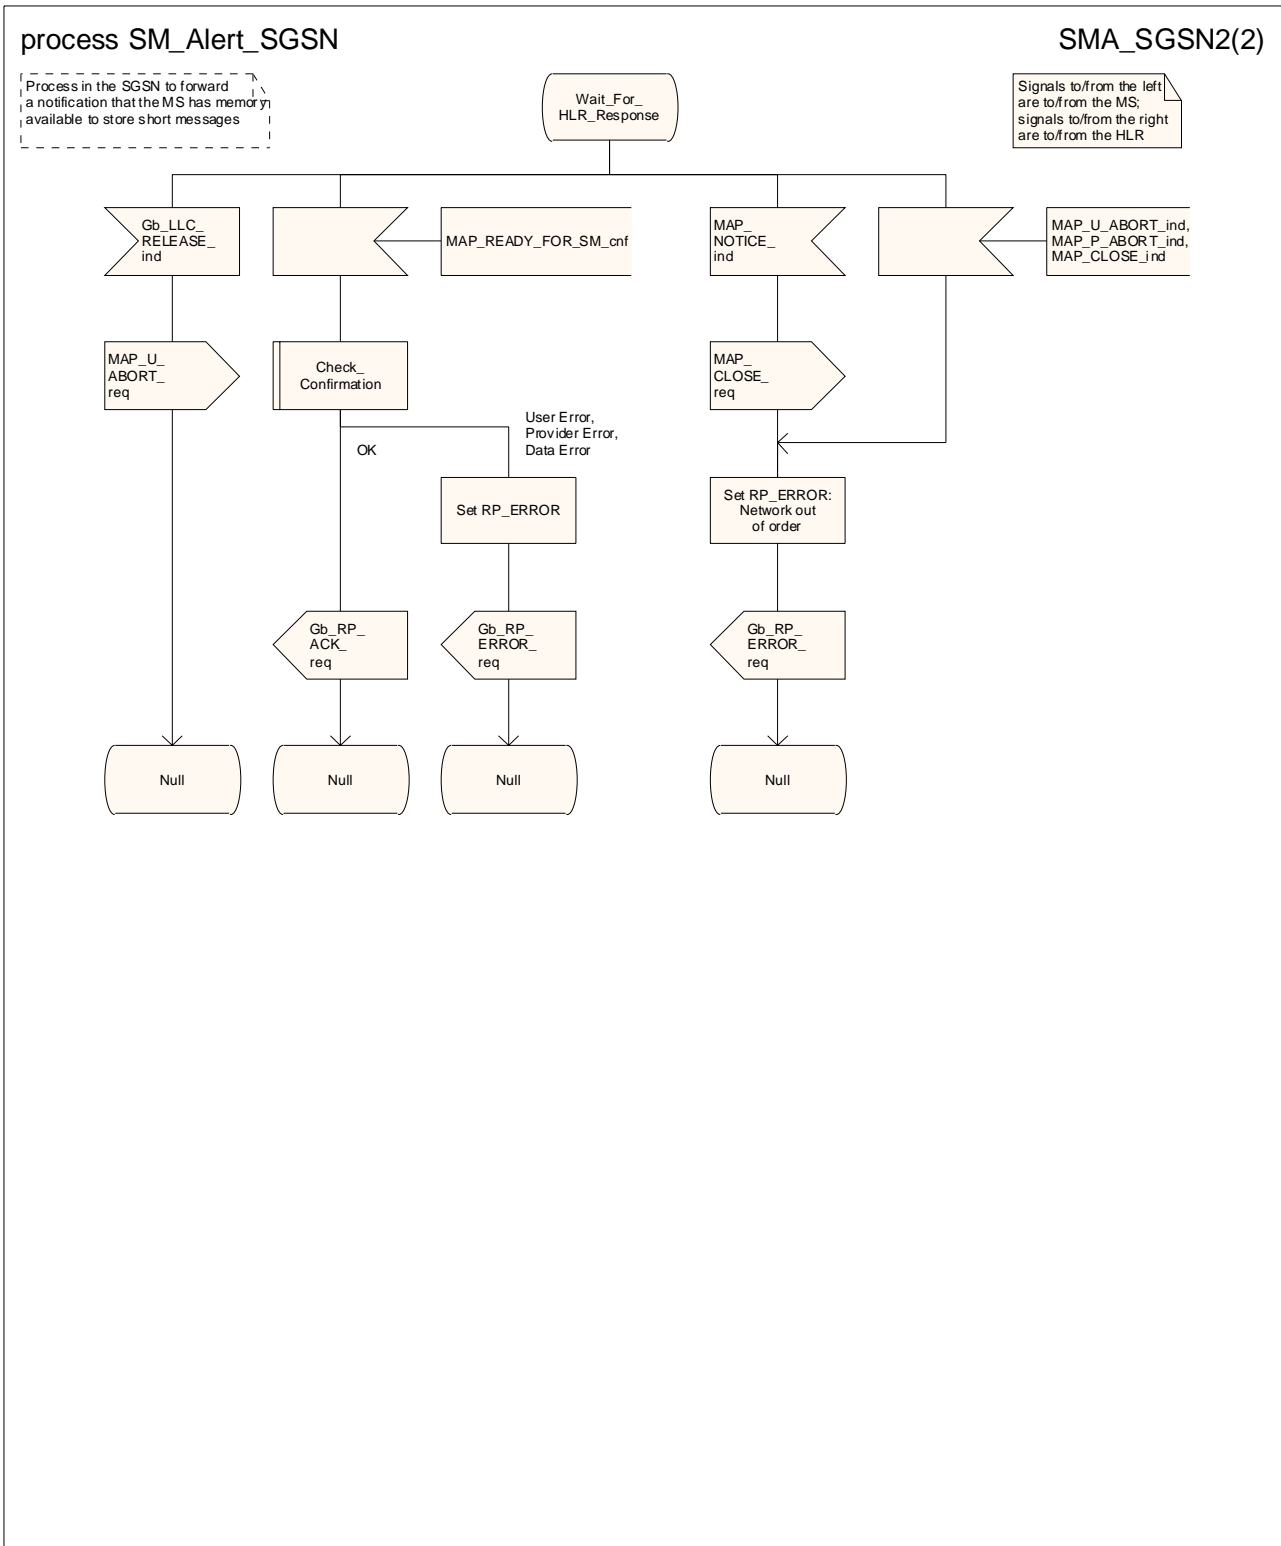 process SM_Alert_SGSN
SMA_SGSN2(2)
Process in the SGSN to forward
a notification that the MS has memory
available to store short messages
Wait_For_
HLR_Response
Signals to/from the left
are to/from the MS;
signals to/from the right
are to/from the HLR
Gb_LLC_
RELEASE_
ind
MAP_READY_FOR_SM_cnf
MAP_
NOTICE_
ind
MAP_U_ABORT_ind,
MAP_P_ABORT_ind,
MAP_CLOSE_ind
MAP_U_
ABORT_
req
Check_
Confirmation
MAP_
CLOSE_
req
OK
User Error,
Provider Error,
Data Error
Set RP_ERROR
Set RP_ERROR:
Network out
of order
Gb_RP_
ACK_
req
Gb_RP_
ERROR_
req
Gb_RP_
ERROR_
req
Null
Null
Null
Null